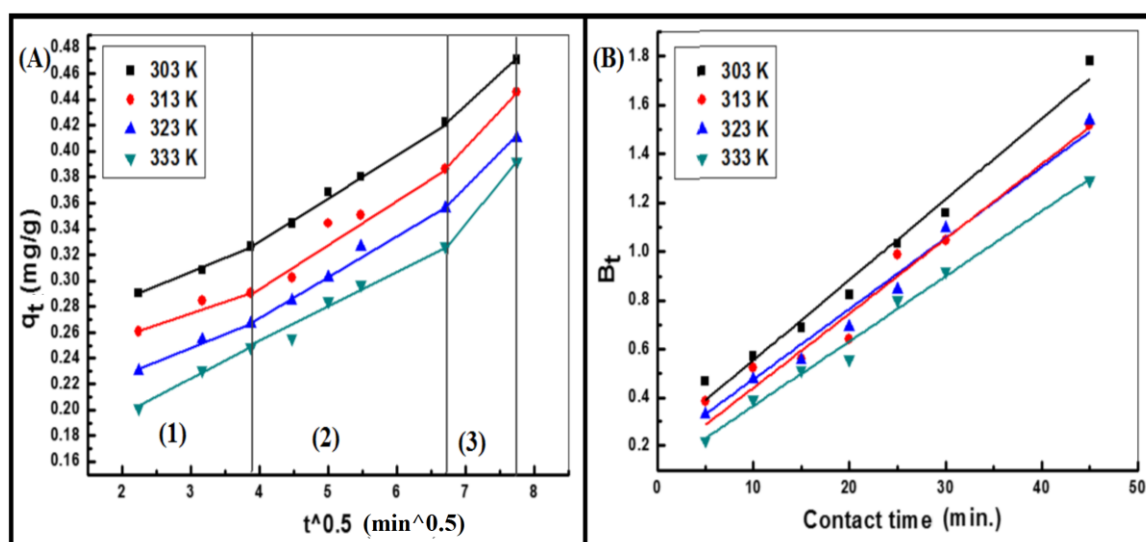 (A)
0.48
0.46
0.44
0.42
0.40
0.38
0.36
0.34
0.32
0.30
0.28
0.26
0.24
0.22
0.20
0.18
0.16
qt (mg/g)
303 K
313 K
323 K
333 K
(1)
(2)
(3)
2 3 4 5 6 7 8
t^0.5 (min^0.5)
(B)
1.8
1.6
1.4
1.2
1.0
0.8
0.6
0.4
0.2
Bt
303 K
313 K
323 K
333 K
0 10 20 30 40 50
Contact time (min.)